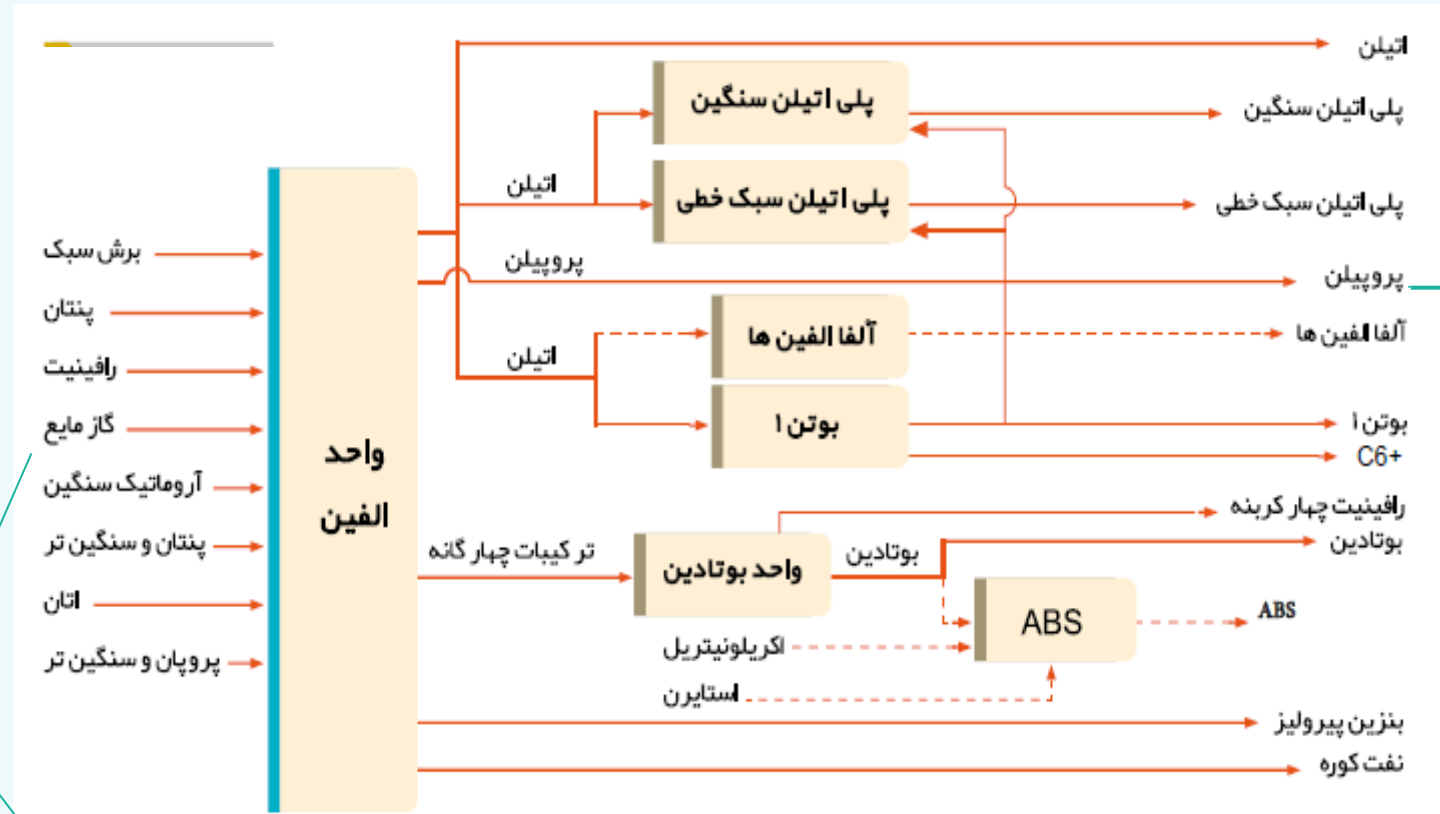 اتیلن
پلی اتیلن سنگین
پلی اتیلن سنگین
اتیلن
پلی اتیلن سبک خطی
پلی اتیلن سبک خطی
برش سبک
پروپیلن
پروپیلن
پنتان
آلفا الفین ها
آلفا الفین ها
اتیلن
رافینیت
گاز مایع
بوتن ۱
بوتن ۱
C6+
واحد
الفین
آروماتیک سنگین
رافینیت چهار کربنه
پنتان و سنگین تر
تر کیبات چهار گانه
واحد بوتادین
بوتادین
بوتادین
اتان
ABS
ABS
پروپان و سنگین تر
اکریلونیتریل
استایرن
بنزین پیرولیز
نفت کوره